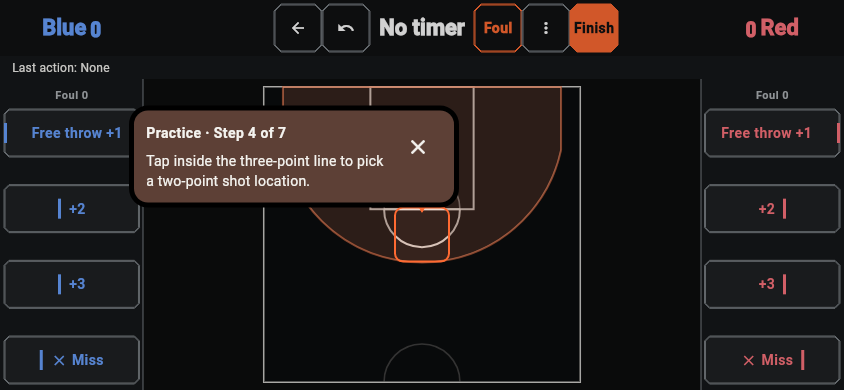 Blue 0
No timer
Foul
Finish
0 Red
Last action: None
Foul 0
Foul 0
Free throw +1
Practice · Step 4 of 7
Tap inside the three-point line to pick
a two-point shot location.
Free throw +1
+2
+2
+3
+3
Miss
Miss